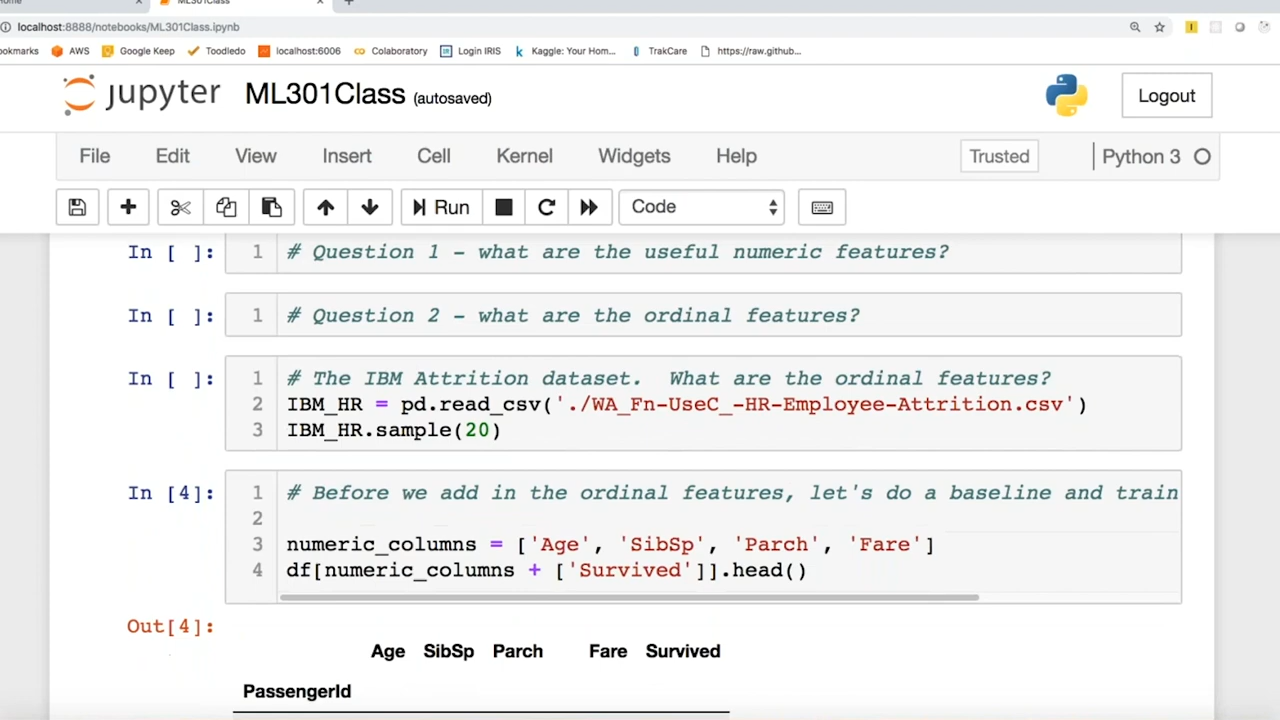 Home
ML301Class
localhost:8888/notebooks/ML301Class.ipynb
ookmarks AWS Google Keep Toodledo localhost:6006 Colaboratory Login IRIS Kaggle: Your Hom... TrakCare https://raw.github...
jupyter ML301Class (autosaved) Logout
File Edit View Insert Cell Kernel Widgets Help Trusted Python 3
Run Code
In [ ]: 1 # Question 1 - what are the useful numeric features?
In [ ]: 1 # Question 2 - what are the ordinal features?
In [ ]: 1 # The IBM Attrition dataset. What are the ordinal features?
2 IBM_HR = pd.read_csv('./WA_Fn-UseC_-HR-Employee-Attrition.csv')
3 IBM_HR.sample(20)
In [4]: 1 # Before we add in the ordinal features, let's do a baseline and train
2
3 numeric_columns = ['Age', 'SibSp', 'Parch', 'Fare']
4 df[numeric_columns + ['Survived']].head()
Out[4]:
Age SibSp Parch Fare Survived
PassengerId